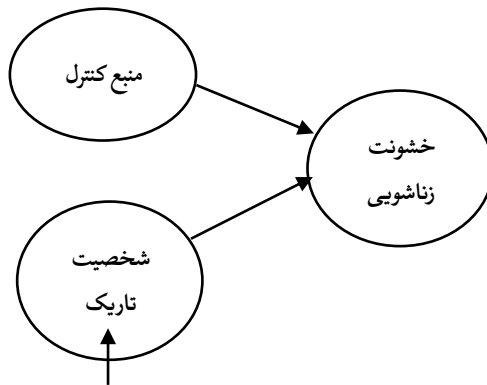 منبع کنترل
خشونت
زناشویی
شخصیت
تاریک